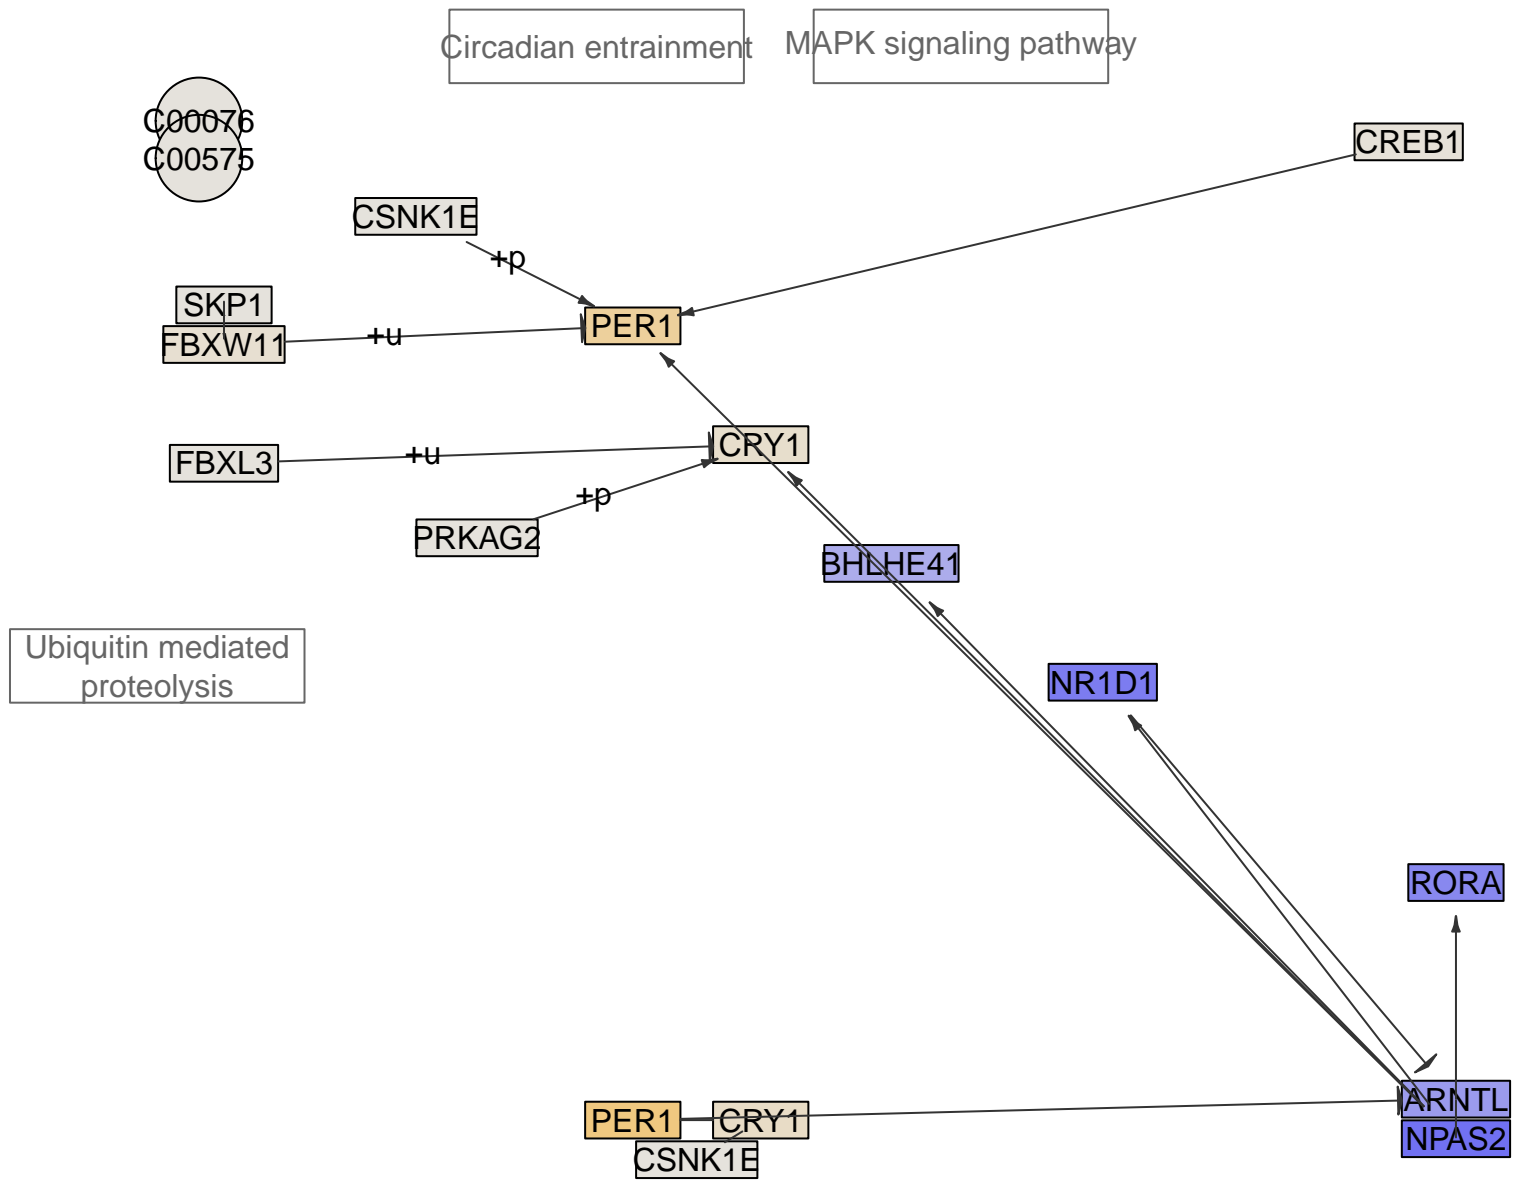 Circadian entrainment
MAPK signaling pathway
C00076
CREB1
C00575
CSNK1E
+p
SKP1
PER1
+u
FBXW11
CRY1
+u
FBXL3
+p
PRKAG2
BHLHE41
Ubiquitin mediated
proteolysis
NR1D1
RORA
ARNTL
PER1
CRY1
NPAS2
CSNK1E